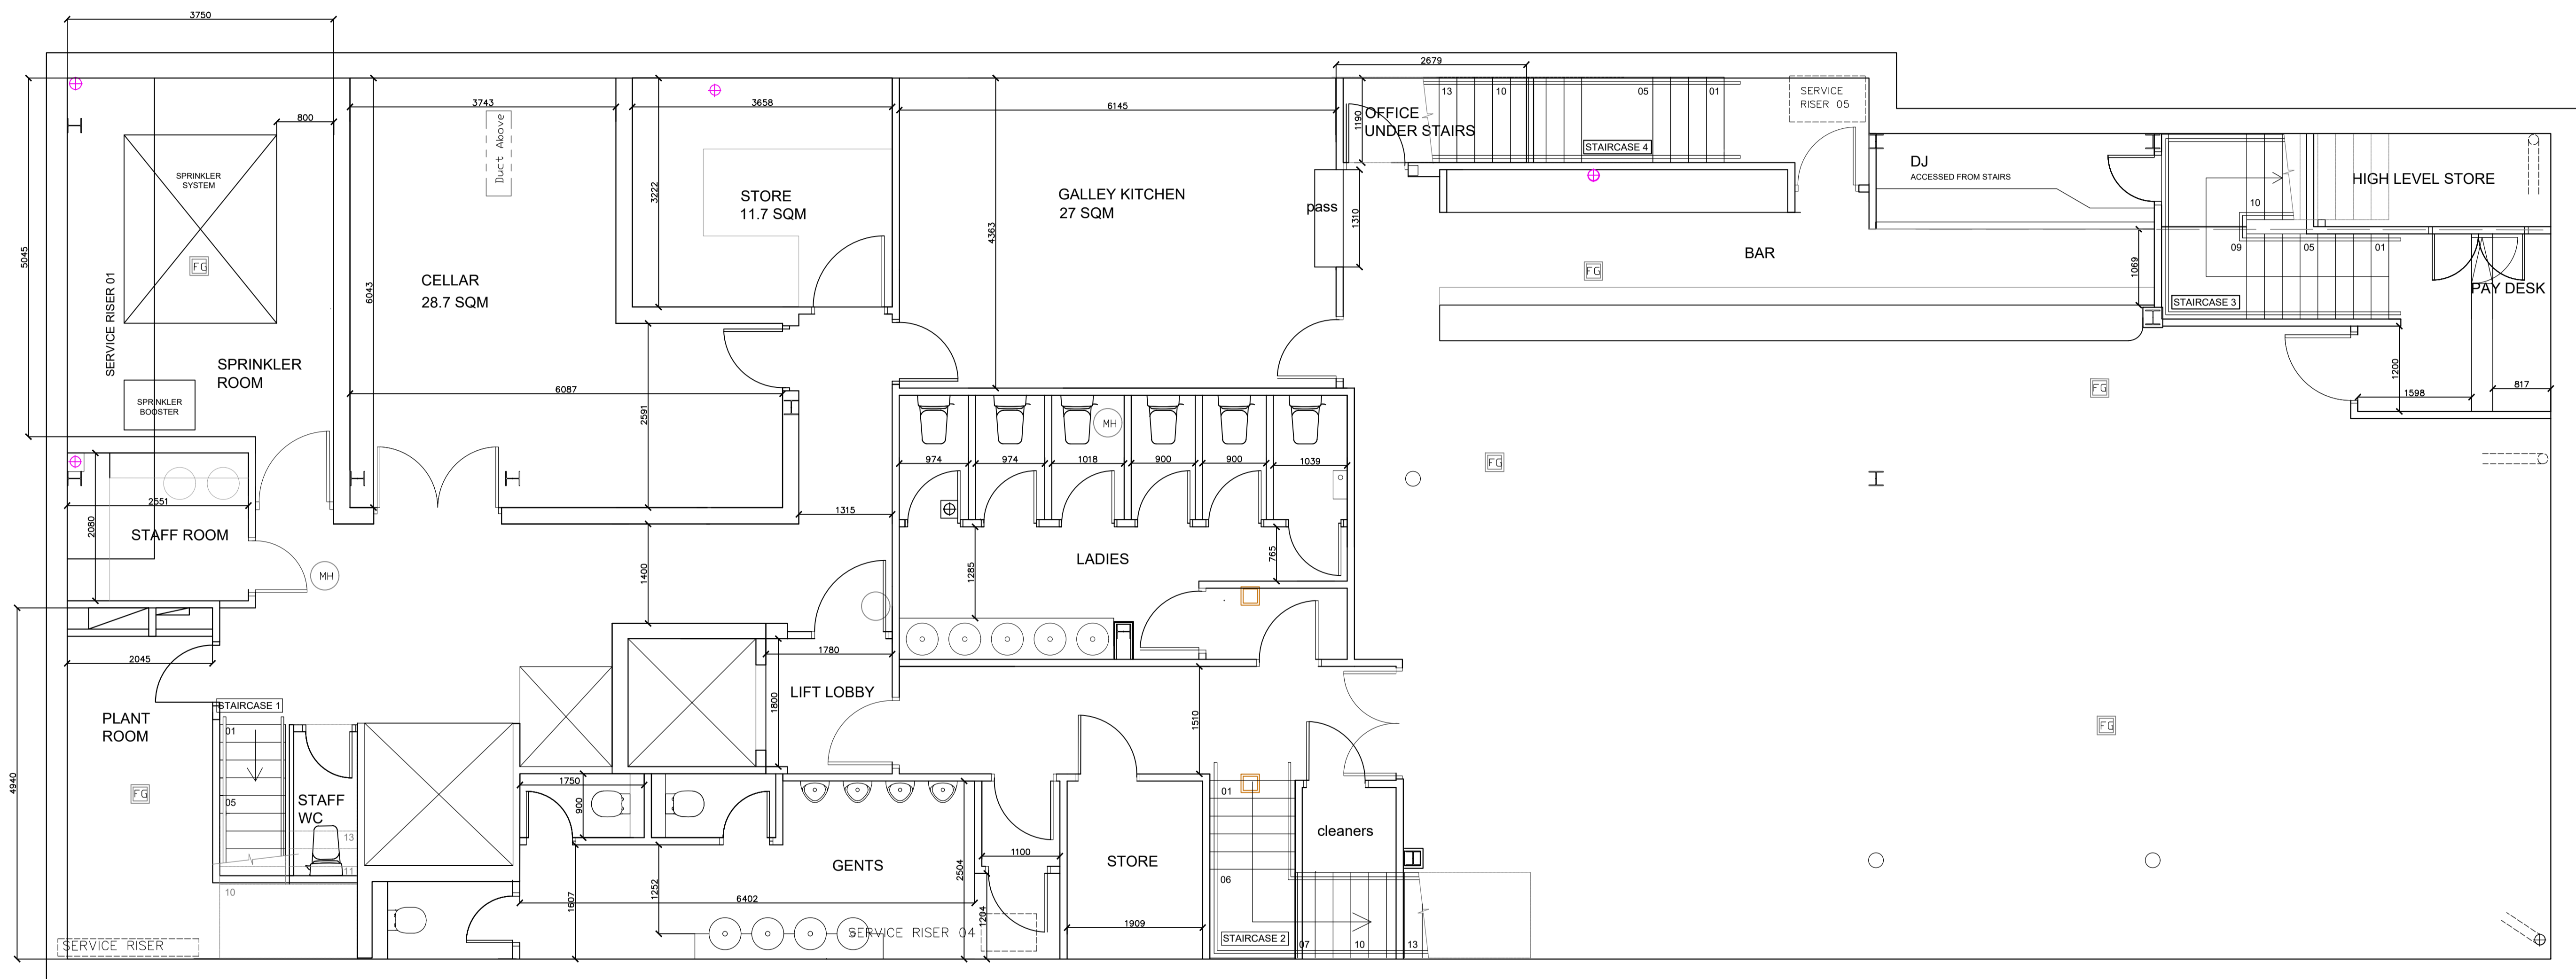 3750
2679
3743
3658
6145
800
5045
SERVICE RISER 01
SPRINKLER
SYSTEM
FG
SPRINKLER
ROOM
SPRINKLER
BOOSTER
6043
CELLAR
28.7 SQM
Duct Above
3222
STORE
11.7 SQM
6087
2591
4363
GALLEY KITCHEN
27 SQM
pass
1310
1190
OFFICE
UNDER STAIRS
13
10
05
01
STAIRCASE 4
SERVICE
RISER 05
DJ
ACCESSED FROM STAIRS
BAR
FG
1069
10
09
05
01
STAIRCASE 3
HIGH LEVEL STORE
PAY DESK
1200
1598
817
FG
FG
FG
2551
2080
STAFF ROOM
MH
1400
1315
974
974
1018
900
900
1039
MH
1285
LADIES
765
2045
4940
PLANT
ROOM
FG
STAIRCASE 1
01
05
10
STAFF
WC
13
11
SERVICE RISER
1780
1800
LIFT LOBBY
1510
1750
900
1607
1252
6402
GENTS
2504
SERVICE RISER 04
1100
1204
STORE
1909
01
06
STAIRCASE 2
07
10
13
cleaners